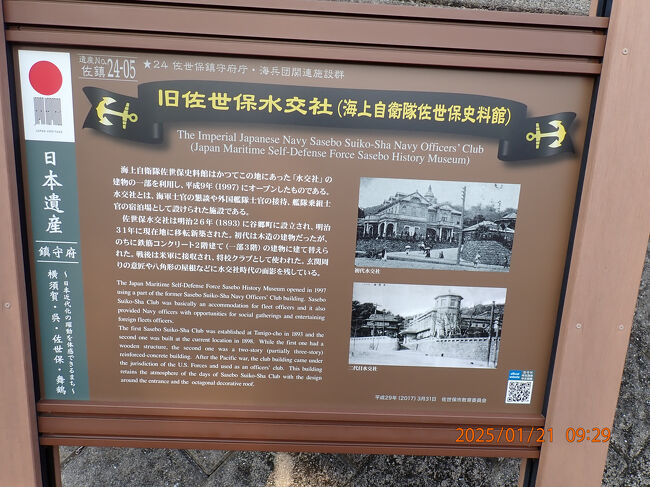 遺産No.
佐鎮 24-05
★24 佐世保鎮守府庁・海兵団関連施設群
JAPAN HERITAGE
旧佐世保水交社(海上自衛隊佐世保史料館)
The Imperial Japanese Navy Sasebo Suiko-Sha Navy Officers' Club
(Japan Maritime Self-Defense Force Sasebo History Museum)
日本遺産
鎮守府
横須賀・呉・佐世保・舞鶴
~日本近代化の躍動を体感できるまち~
海上自衛隊佐世保史料館はかつてこの地にあった「水交社」の
建物の一部を利用し、平成9年(1997)にオープンしたものである。
水交社とは、海軍士官の懇談や外国艦隊士官の接待、艦隊乗組士
官の宿泊場として設けられた施設である。
佐世保水交社は明治26年(1893)に谷郷町に設立され、明治
31年に現在地に移転新築された。初代は木造の建物だったが、
のちに鉄筋コンクリート2階建て(一部3階)の建物に建て替えら
れた。戦後は米軍に接収され、将校クラブとして使われた。玄関周
りの意匠や八角形の屋根などに水交社時代の面影を残している。
The Japan Maritime Self-Defense Force Sasebo History Museum opened in 1997
using a part of the former Sasebo Suiko-Sha Navy Officers' Club building. Sasebo
Suiko-Sha Club was basically an accommodation for fleet officers and it also
provided Navy officers with opportunities for social gatherings and entertaining
foreign fleets officers.
The first Sasebo Suiko-Sha Club was established at Tanigo-cho in 1893 and the
second one was built at the current location in 1898. While the first one had a
wooden structure, the second one was a two-story (partially three-story)
reinforced-concrete building. After the Pacific war, the club building came under
the jurisdiction of the U.S. Forces and used as an officers' club. This building
retains the atmosphere of the days of Sasebo Suiko-Sha Club with the design
around the entrance and the octagonal decorative roof.
初代水交社
二代目水交社
平成29年(2017)3月31日 佐世保市教育委員会
2025/01/21 09:29